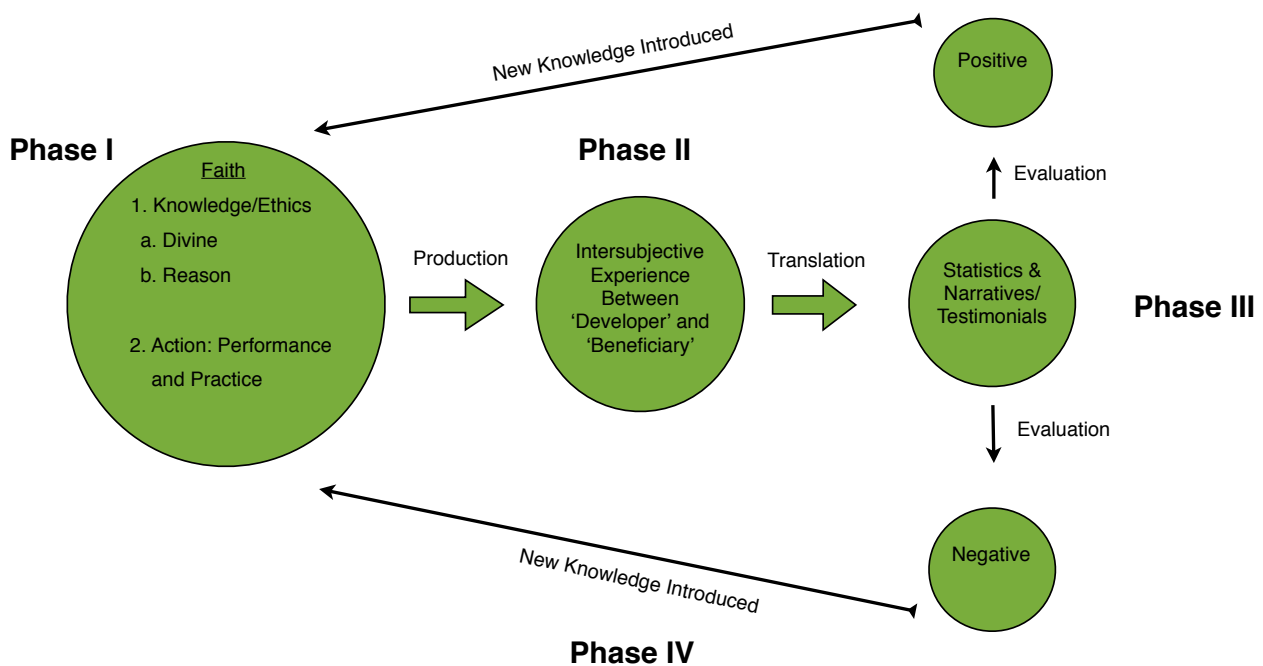 New Knowledge Introduced
Positive
Phase I
Phase II
Evaluation
Faith
1. Knowledge/Ethics
a. Divine
b. Reason
2. Action: Performance
and Practice
Production
Intersubjective
Experience
Between
‘Developer’ and
‘Beneficiary’
Translation
Statistics &
Narratives/
Testimonials
Phase III
Evaluation
Negative
New Knowledge Introduced
Phase IV